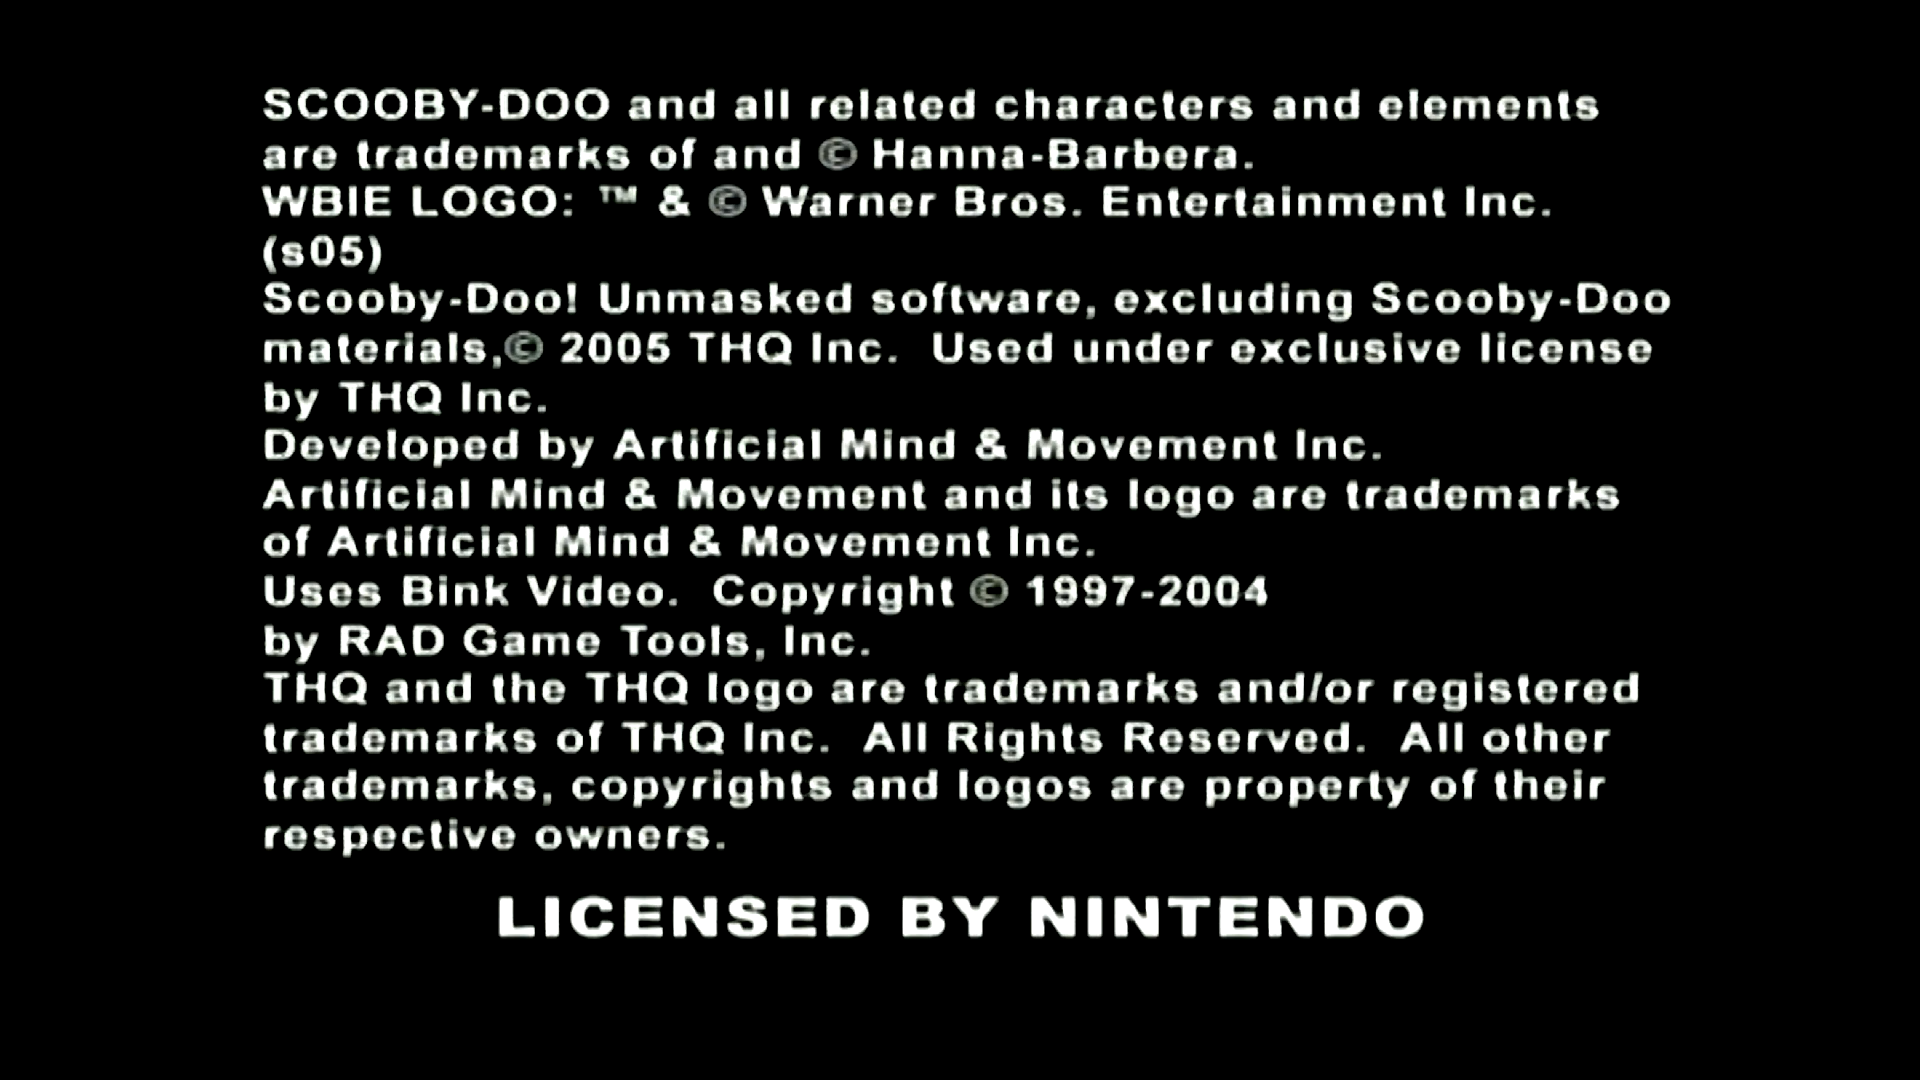 SCOOBY-DOO and all related characters and elements
are trademarks of and © Hanna-Barbera.
WBIE LOGO: ™ & © Warner Bros. Entertainment Inc.
(s05)
Scooby-Doo! Unmasked software, excluding Scooby-Doo
materials,© 2005 THQ Inc.  Used under exclusive license
by THQ Inc.
Developed by Artificial Mind & Movement Inc.
Artificial Mind & Movement and its logo are trademarks
of Artificial Mind & Movement Inc.
Uses Bink Video.  Copyright © 1997-2004
by RAD Game Tools, Inc.
THQ and the THQ logo are trademarks and/or registered
trademarks of THQ Inc.  All Rights Reserved.  All other
trademarks, copyrights and logos are property of their
respective owners.
LICENSED BY NINTENDO